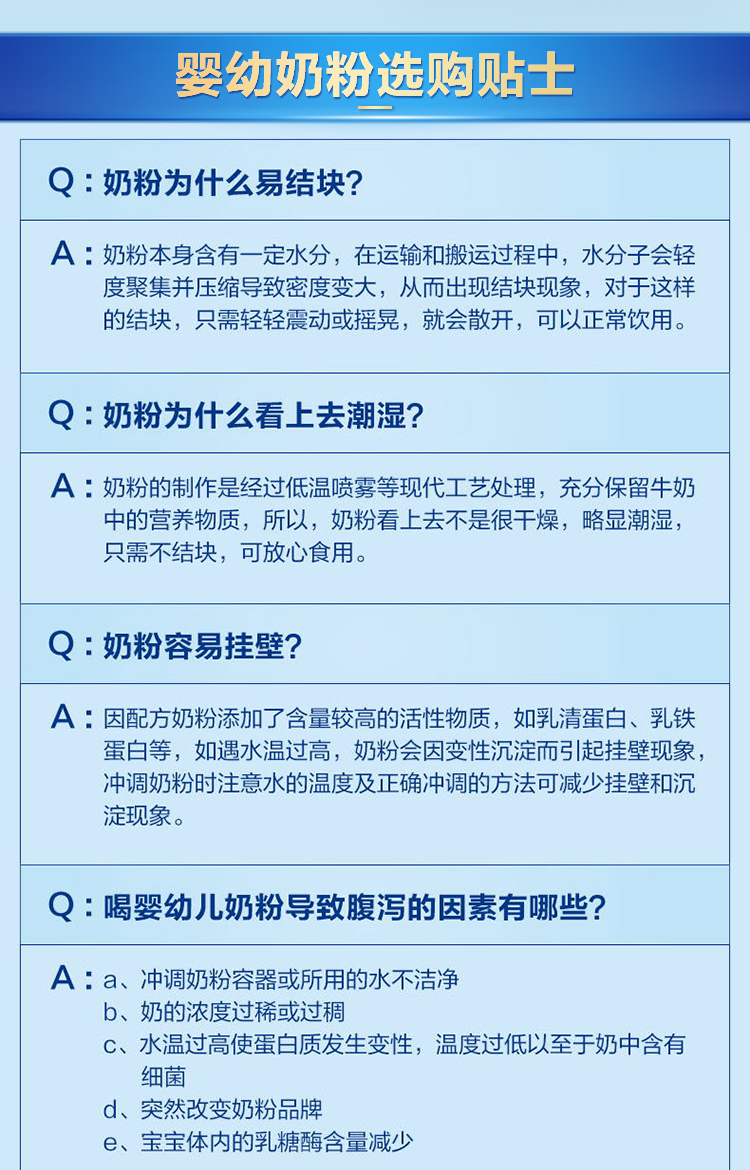 婴幼奶粉选购贴士
Q：奶粉为什么易结块？
A：奶粉本身含有一定水分，在运输和搬运过程中，水分子会轻
度聚集并压缩导致密度变大，从而出现结块现象，对于这样
的结块，只需轻轻震动或摇晃，就会散开，可以正常饮用。
Q：奶粉为什么看上去潮湿？
A：奶粉的制作是经过低温喷雾等现代工艺处理，充分保留牛奶
中的营养物质，所以，奶粉看上去不是很干燥，略显潮湿，
只需不结块，可放心食用。
Q：奶粉容易挂壁？
A：因配方奶粉添加了含量较高的活性物质，如乳清蛋白、乳铁
蛋白等，如遇水温过高，奶粉会因变性沉淀而引起挂壁现象，
冲调奶粉时注意水的温度及正确冲调的方法可减少挂壁和沉
淀现象。
Q：喝婴幼儿奶粉导致腹泻的因素有哪些？
A：a、冲调奶粉容器或所用的水不洁净
b、奶的浓度过稀或过稠
c、水温过高使蛋白质发生变性，温度过低以至于奶中含有
细菌
d、突然改变奶粉品牌
e、宝宝体内的乳糖酶含量减少